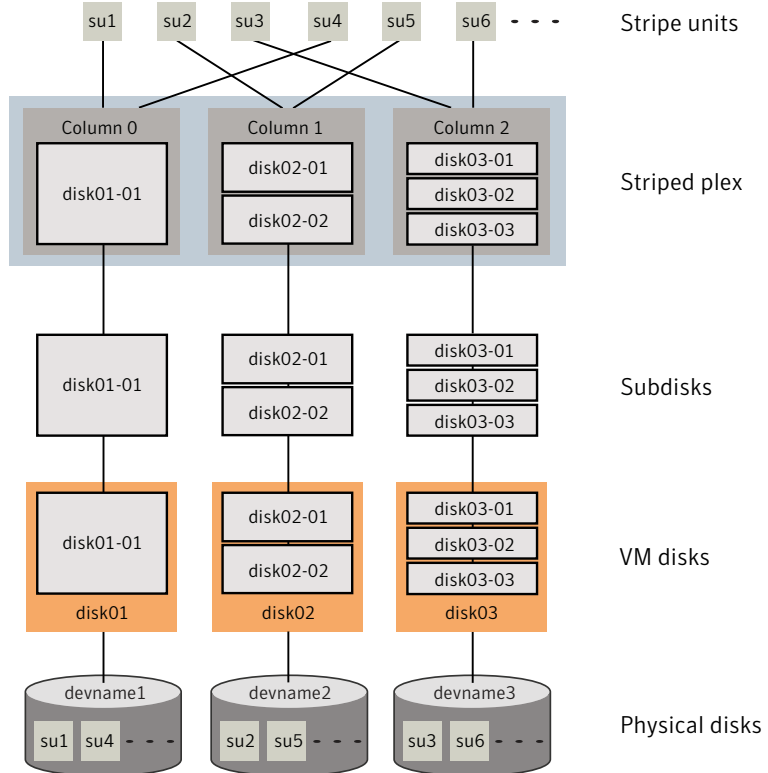 su1 su2 su3 su4 su5 su6 - - - Stripe units
Column 0 Column 1 Column 2
disk01-01 disk02-01 disk03-01
disk02-02 disk03-02
disk03-03
Striped plex
disk01-01 disk02-01 disk03-01
disk02-02 disk03-02
disk03-03
Subdisks
disk01-01 disk02-01 disk03-01
disk02-02 disk03-02
disk03-03
VM disks
disk01 disk02 disk03
devname1 devname2 devname3
su1 su4 - - - su2 su5 - - - su3 su6 - - -
Physical disks